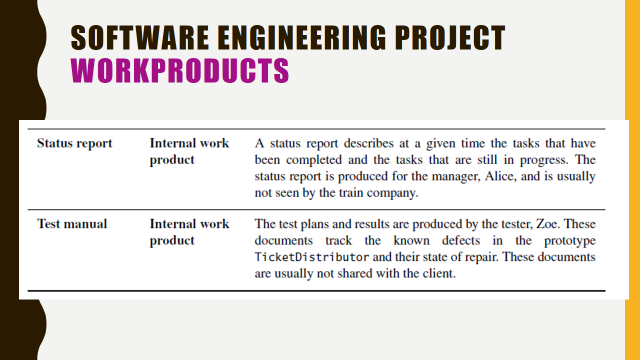 SOFTWARE ENGINEERING PROJECT
WORKPRODUCTS
Status report
Internal work
product
A status report describes at a given time the tasks that have
been completed and the tasks that are still in progress. The
status report is produced for the manager, Alice, and is usually
not seen by the train company.
Test manual
Internal work
product
The test plans and results are produced by the tester, Zoe. These
documents track the known defects in the prototype
TicketDistributor and their state of repair. These documents
are usually not shared with the client.